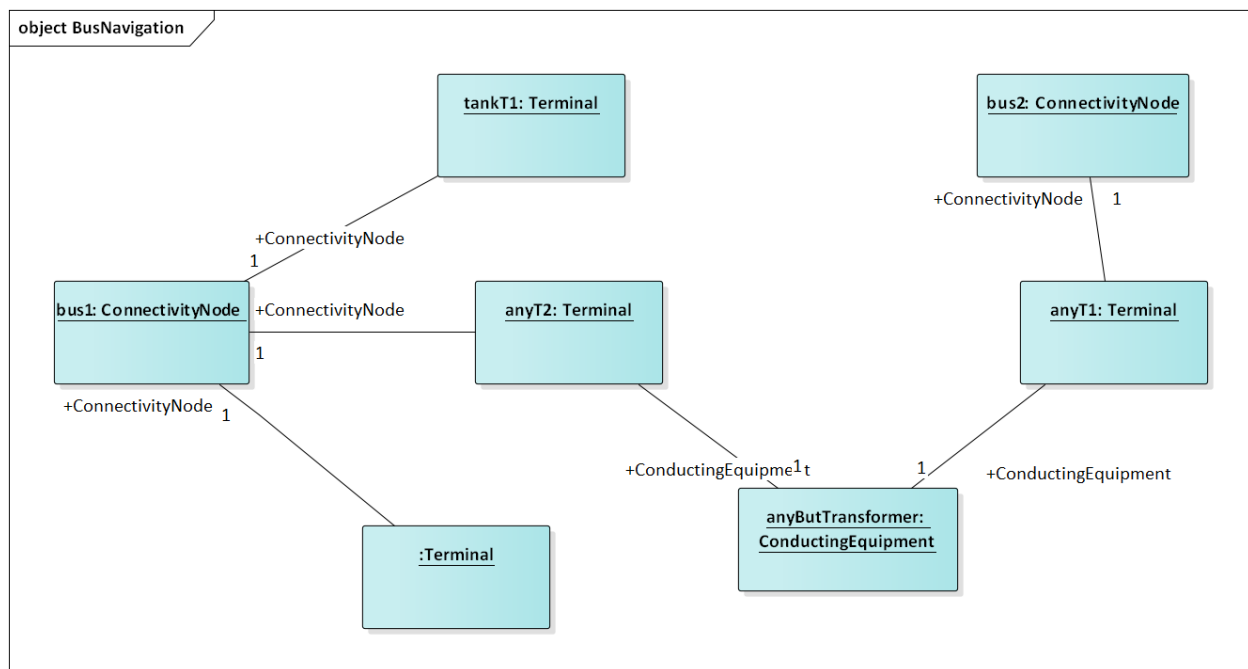 object BusNavigation
tankT1: Terminal
bus2: ConnectivityNode
+ConnectivityNode
1
+ConnectivityNode
1
bus1: ConnectivityNode
+ConnectivityNode
1
anyT2: Terminal
anyT1: Terminal
+ConnectivityNode
1
+ConductingEquipment
1
1
+ConductingEquipment
anyButTransformer:
ConductingEquipment
:Terminal